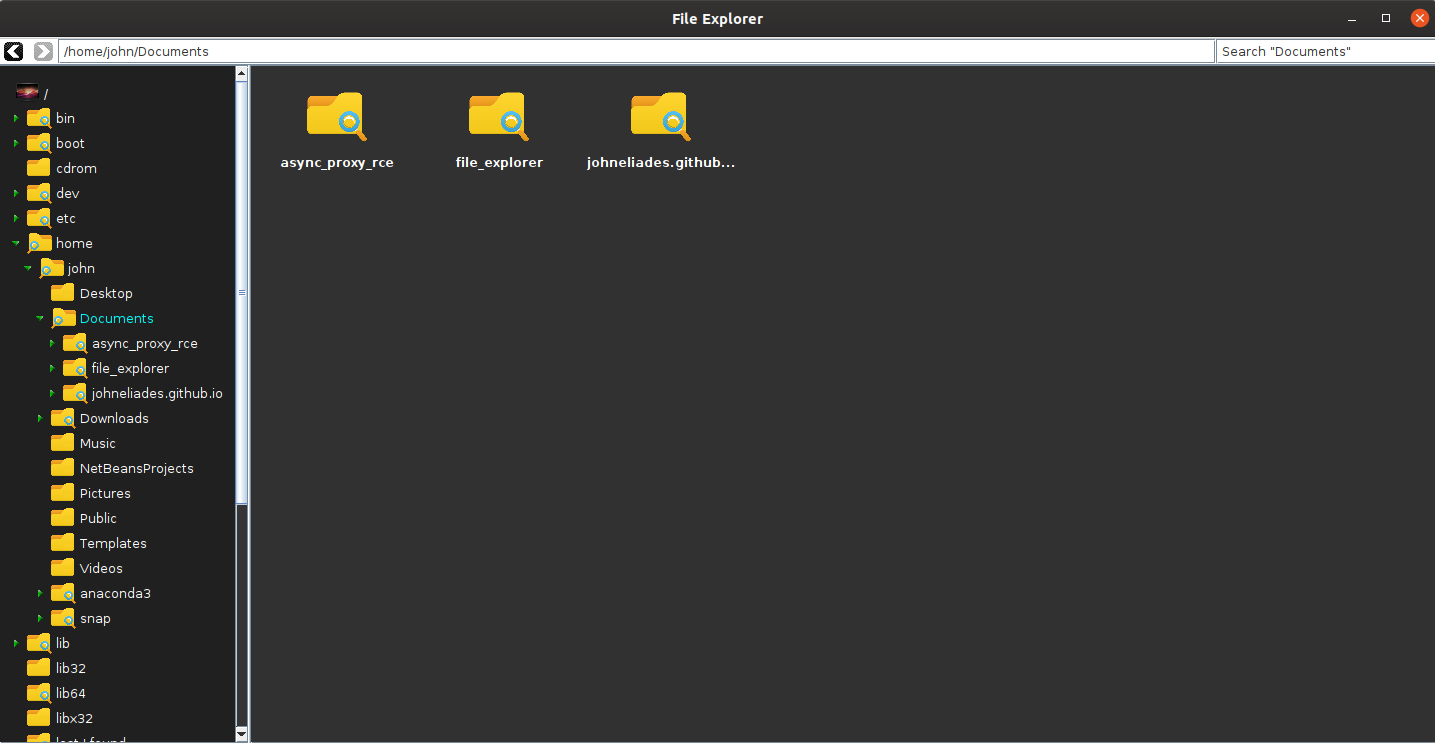 File Explorer
/home/john/Documents
Search "Documents"
/
bin
boot
cdrom
dev
etc
home
john
Desktop
Documents
async_proxy_rce
file_explorer
johneliades.github.io
Downloads
Music
NetBeansProjects
Pictures
Public
Templates
Videos
anaconda3
snap
lib
lib32
lib64
libx32
async_proxy_rce
file_explorer
johneliades.github...